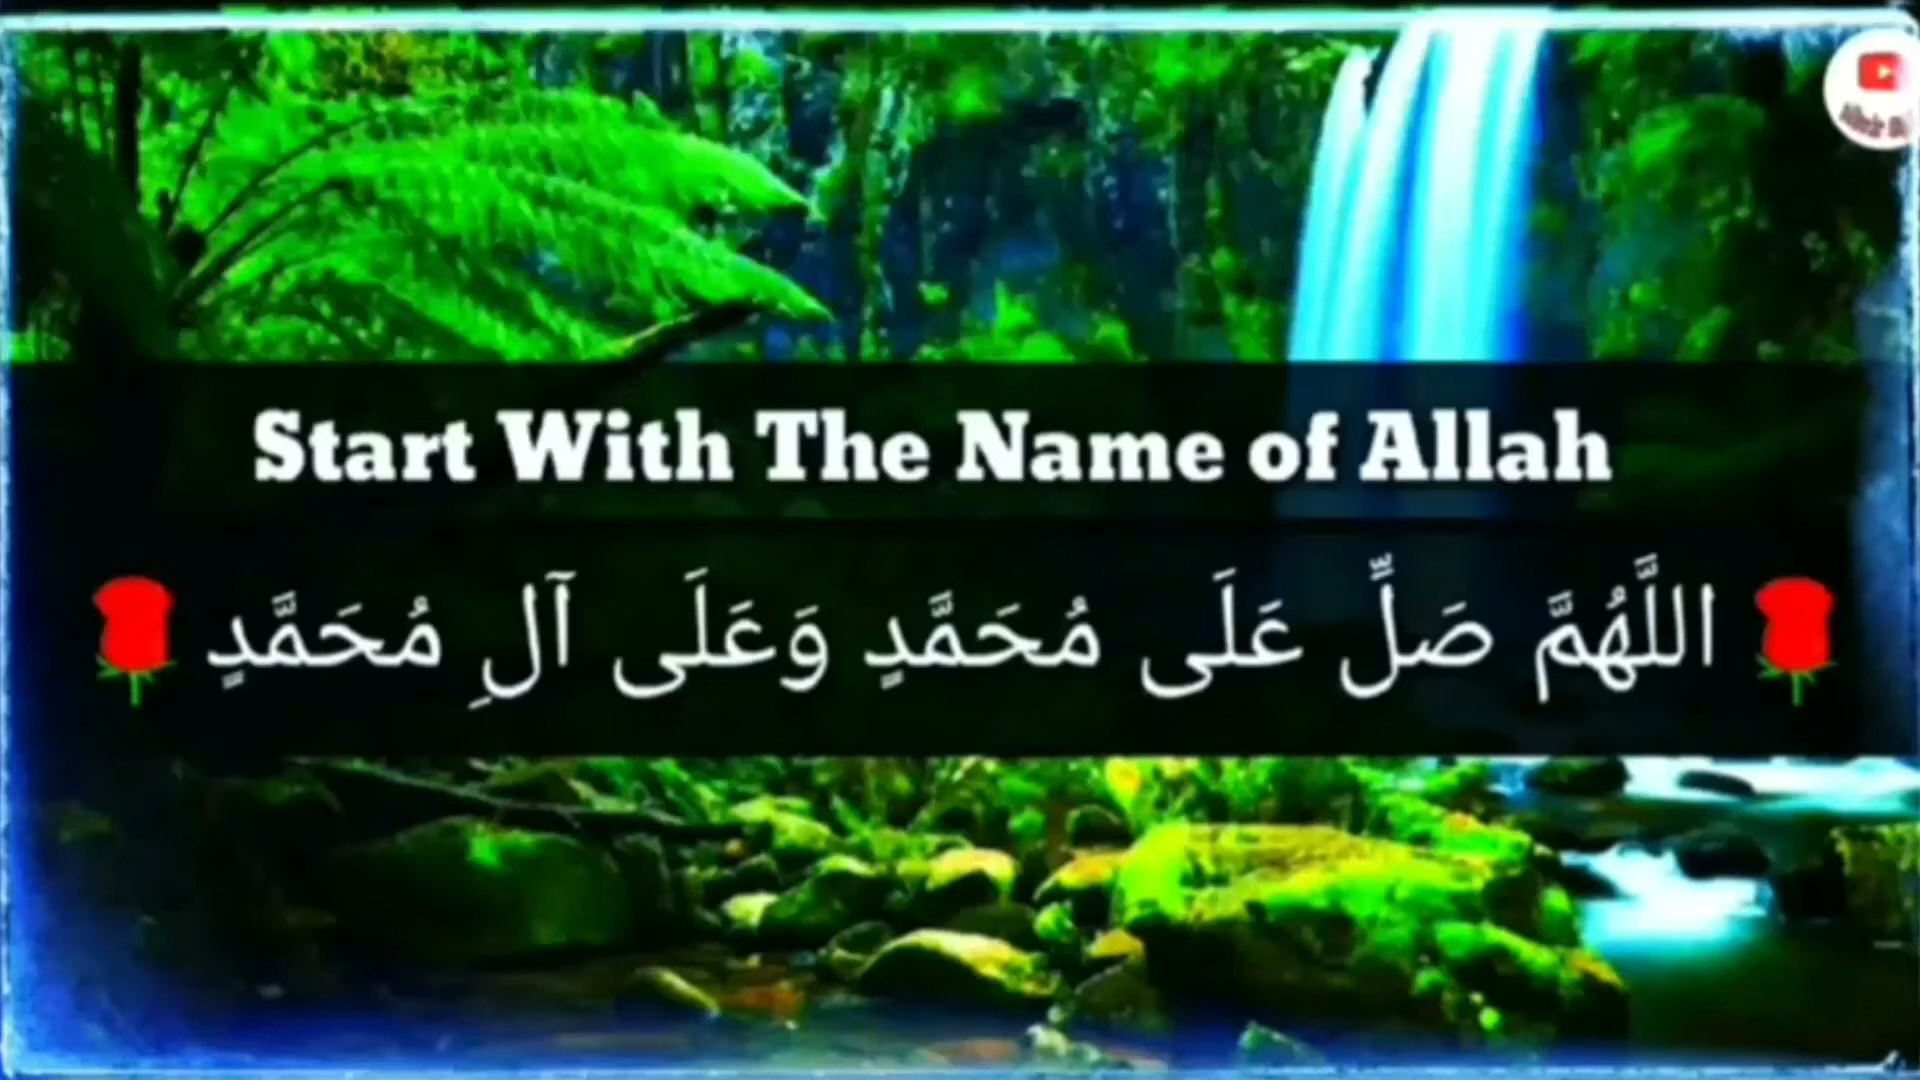 Start With The Name of Allah
اللَّهُمَّ صَلِّ عَلَى مُحَمَّدٍ وَعَلَى آلِ مُحَمَّدٍ